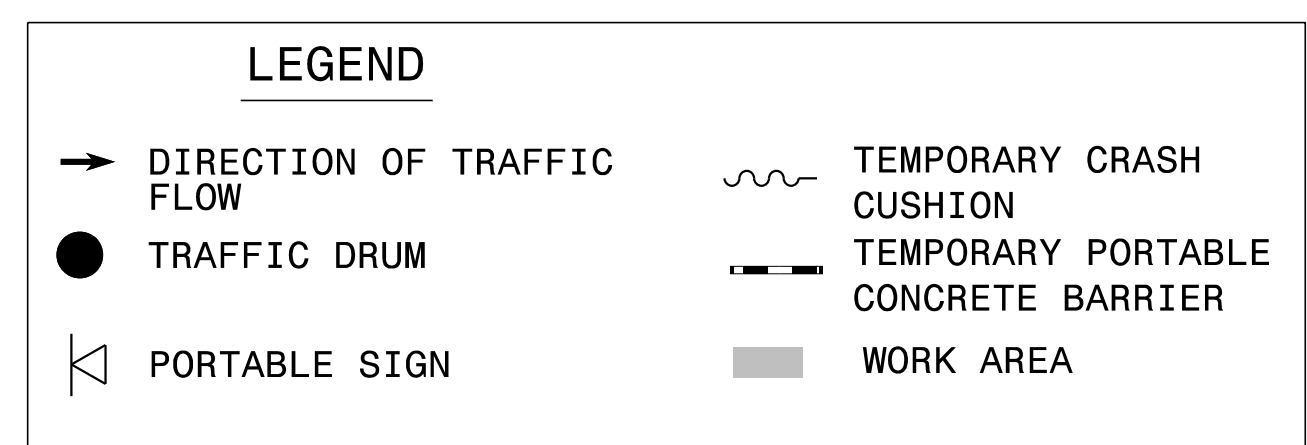 LEGEND
DIRECTION OF TRAFFIC
FLOW
TRAFFIC DRUM
PORTABLE SIGN
TEMPORARY CRASH
CUSHION
TEMPORARY PORTABLE
CONCRETE BARRIER
WORK AREA